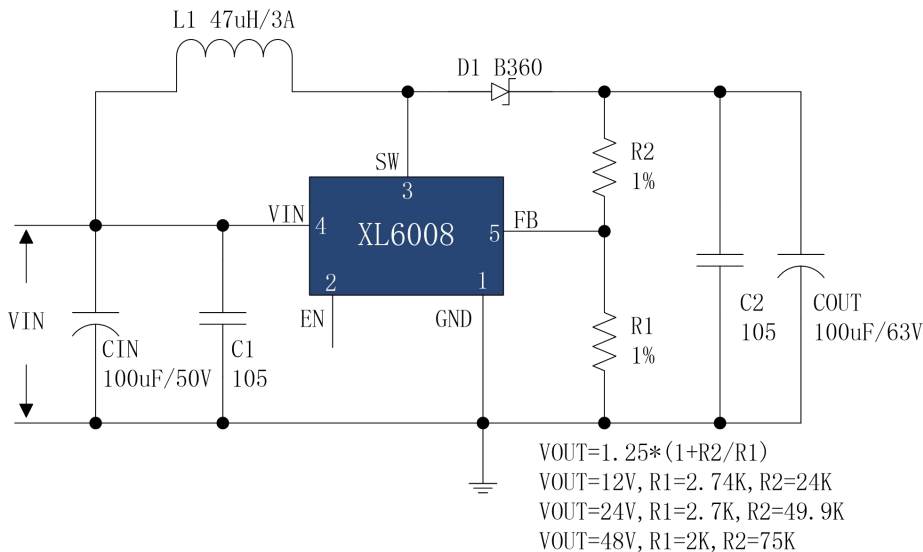 L1 47uH/3A
D1 B360
SW
3
R2
1%
VIN
4
XL6008
5
FB
2
1
EN
GND
VIN
CIN
100uF/50V
C1
105
R1
1%
C2
105
COUT
100uF/63V
VOUT=1.25*(1+R2/R1)
VOUT=12V, R1=2.74K, R2=24K
VOUT=24V, R1=2.7K, R2=49.9K
VOUT=48V, R1=2K, R2=75K